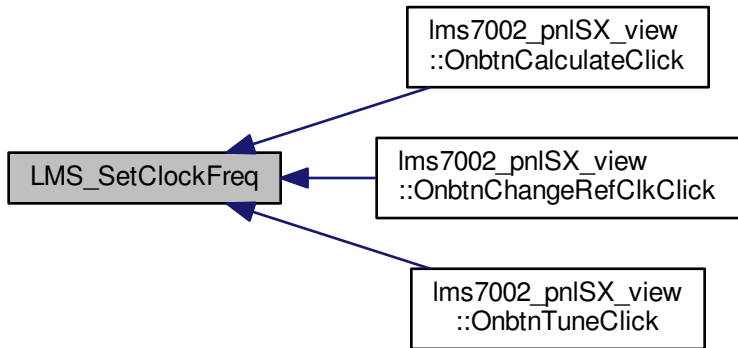 lms7002_pnlSX_view
::OnbtnCalculateClick
LMS_SetClockFreq
lms7002_pnlSX_view
::OnbtnChangeRefClkClick
lms7002_pnlSX_view
::OnbtnTuneClick